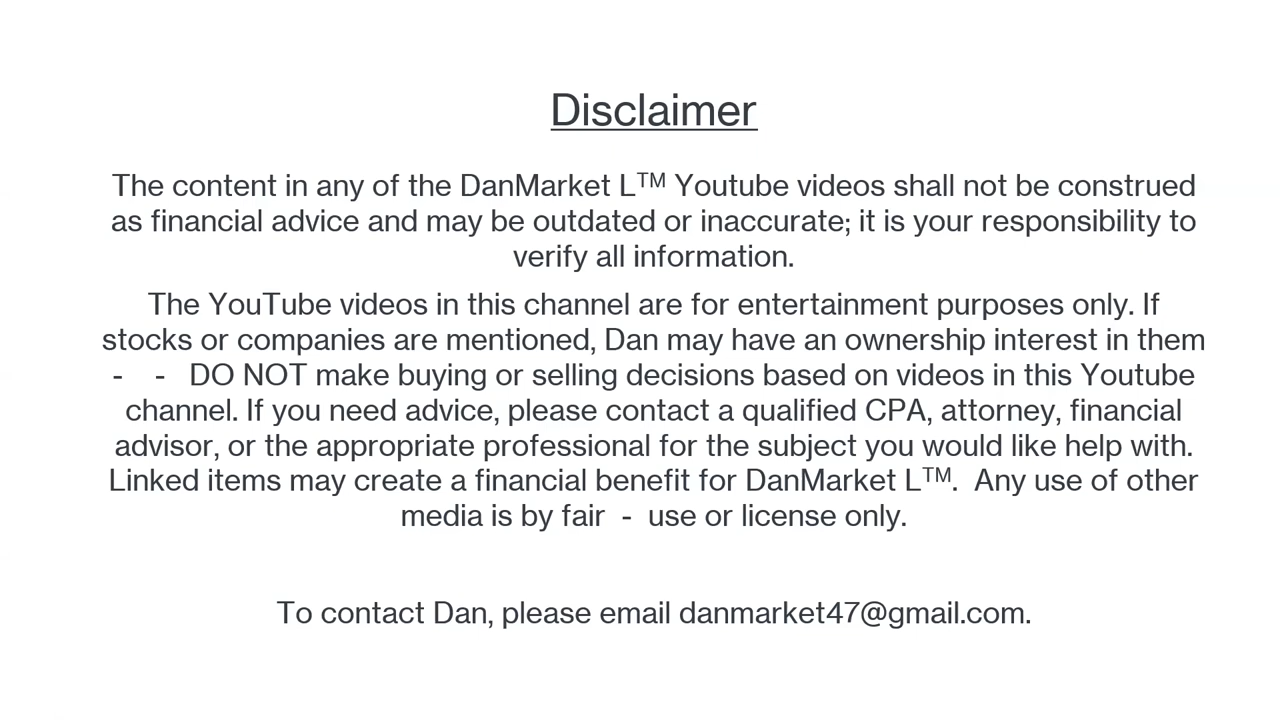 Disclaimer
The content in any of the DanMarket L™ Youtube videos shall not be construed
as financial advice and may be outdated or inaccurate; it is your responsibility to
verify all information.
The YouTube videos in this channel are for entertainment purposes only. If
stocks or companies are mentioned, Dan may have an ownership interest in them
-    -   DO NOT make buying or selling decisions based on videos in this Youtube
channel. If you need advice, please contact a qualified CPA, attorney, financial
advisor, or the appropriate professional for the subject you would like help with.
Linked items may create a financial benefit for DanMarket L™.  Any use of other
media is by fair  -  use or license only.
To contact Dan, please email danmarket47@gmail.com.